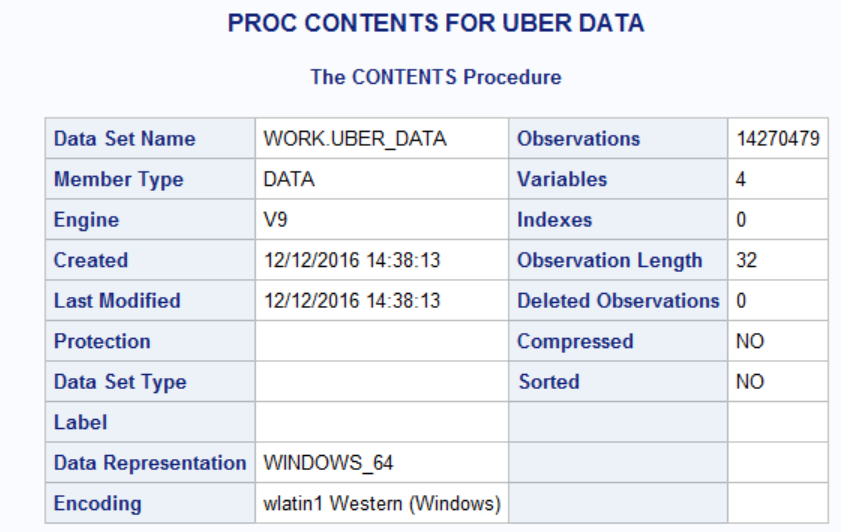 PROC CONTENTS FOR UBER DATA
The CONTENTS Procedure
Data Set Name WORK.UBER_DATA Observations 14270479
Member Type DATA Variables 4
Engine V9 Indexes 0
Created 12/12/2016 14:38:13 Observation Length 32
Last Modified 12/12/2016 14:38:13 Deleted Observations 0
Protection Compressed NO
Data Set Type Sorted NO
Label
Data Representation WINDOWS_64
Encoding wlatin1 Western (Windows)